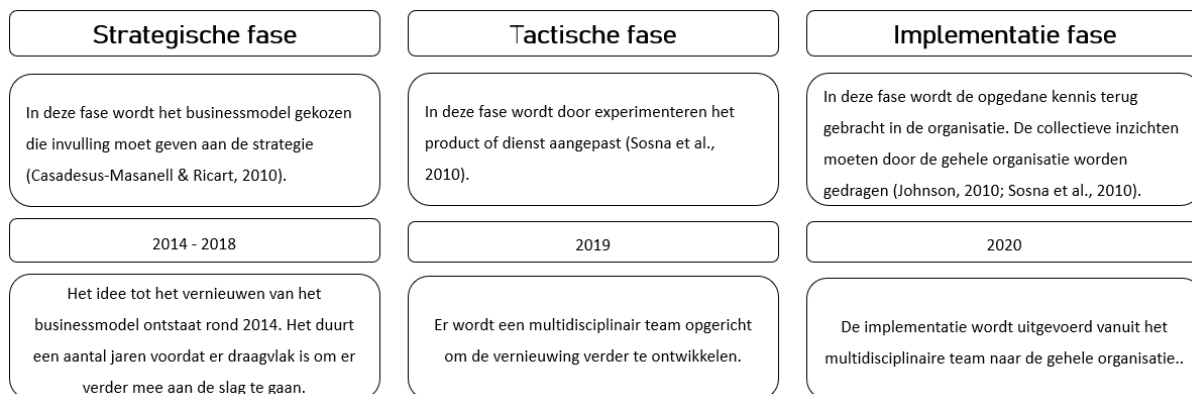 Strategische fase
In deze fase wordt het businessmodel gekozen
die invulling moet geven aan de strategie
(Casadesus-Masanell & Ricart, 2010).
2014 - 2018
Het idee tot het vernieuwen van het
businessmodel ontstaat rond 2014. Het duurt
een aantal jaren voordat er draagvlak is om er
verder mee aan de slag te gaan.
Tactische fase
In deze fase wordt door experimenteren het
product of dienst aangepast (Sosna et al.,
2010).
2019
Er wordt een multidisciplinair team opgericht
om de vernieuwing verder te ontwikkelen.
Implementatie fase
In deze fase wordt de opgedane kennis terug
gebracht in de organisatie. De collectieve inzichten
moeten door de gehele organisatie worden
gedragen (Johnson, 2010; Sosna et al., 2010).
2020
De implementatie wordt uitgevoerd vanuit het
multidisciplinaire team naar de gehele organisatie..